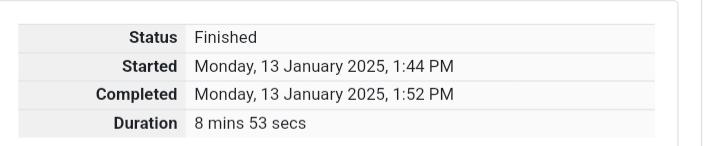 Status Finished
Started Monday, 13 January 2025, 1:44 PM
Completed Monday, 13 January 2025, 1:52 PM
Duration 8 mins 53 secs